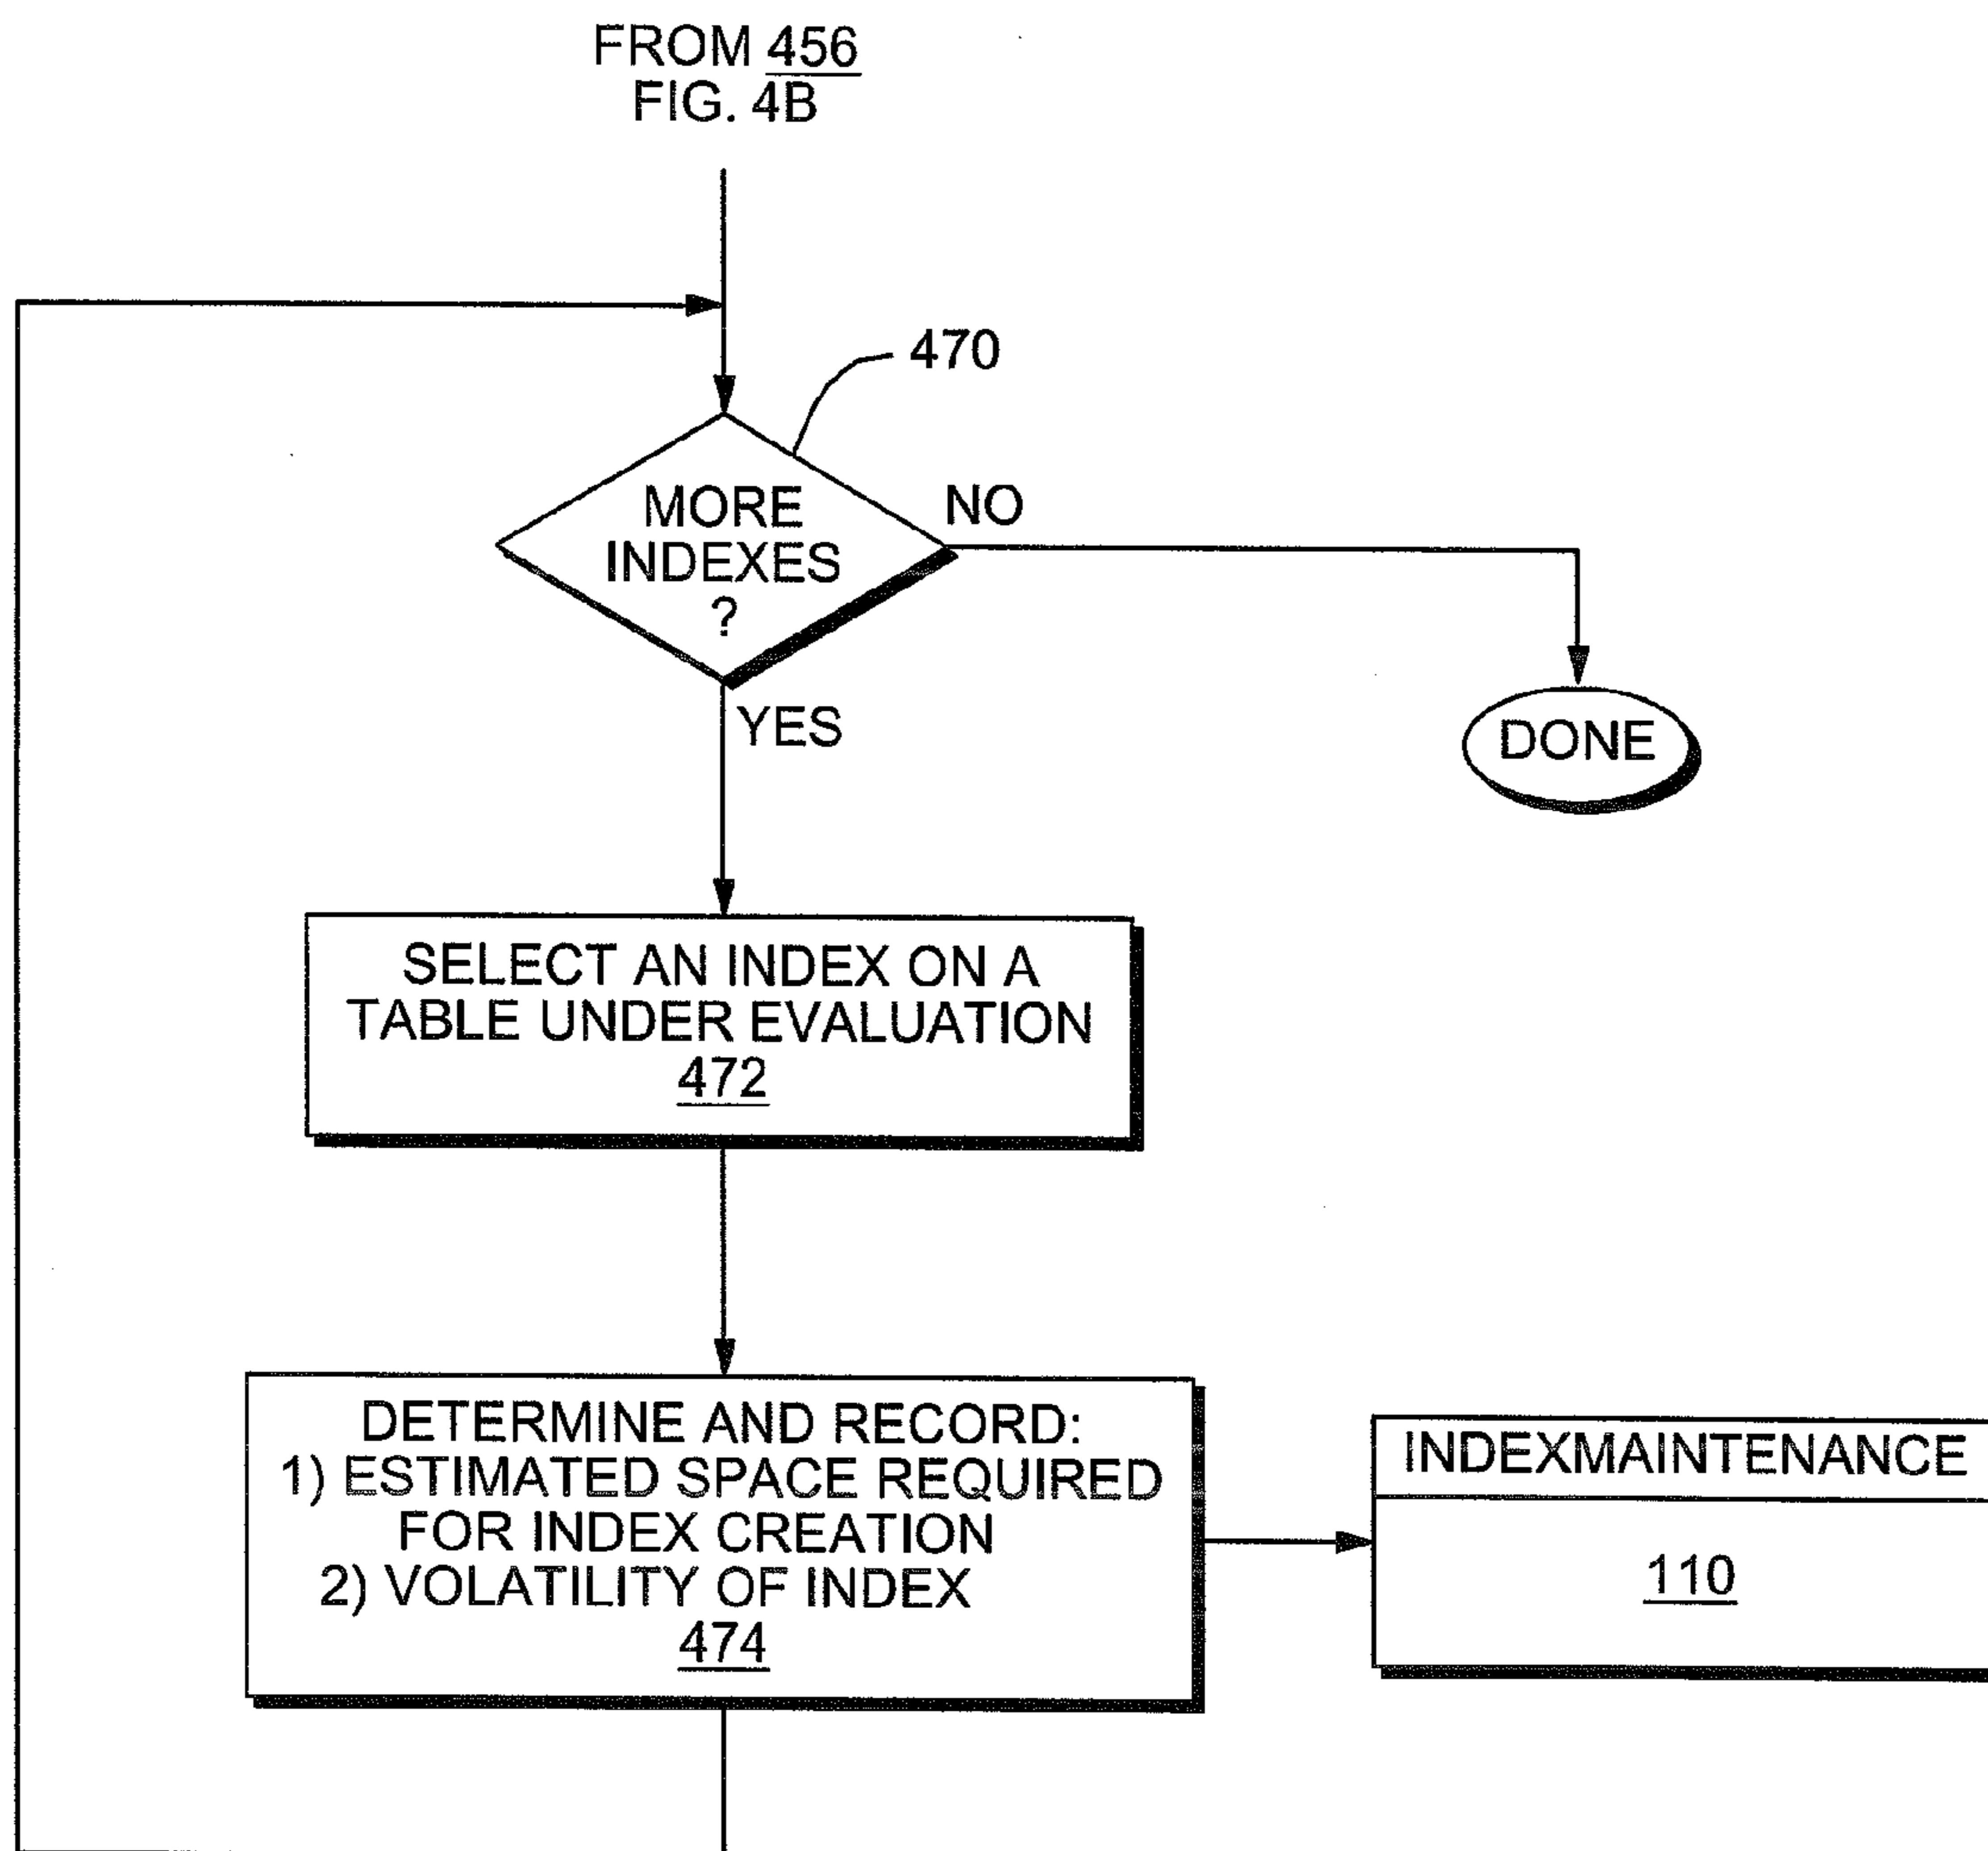 FROM 456
FIG. 4B
470
MORE
INDEXES
?
NO
YES
DONE
SELECT AN INDEX ON A
TABLE UNDER EVALUATION
472
DETERMINE AND RECORD:
1) ESTIMATED SPACE REQUIRED
FOR INDEX CREATION
2) VOLATILITY OF INDEX
474
INDEXMAINTENANCE
110